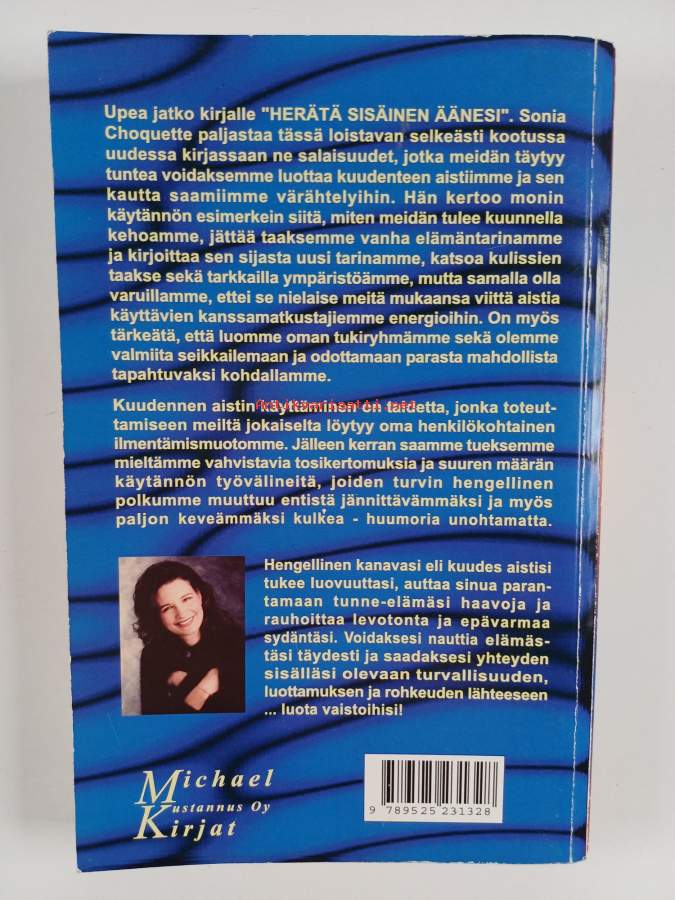 Upea jatko kirjalle "HERÄTÄ SISÄINEN ÄÄNESI". Sonia
Choquette paljastaa tässä loistavan selkeästi kootussa
uudessa kirjassaan ne salaisuudet, jotka meidän täytyy
tuntea voidaksemme luottaa kuudenteen aistiimme ja sen
kautta saamiimme värähtelyihin. Hän kertoo monin
käytännön esimerkein siitä, miten meidän tulee kuunnella
kehoamme, jättää taaksemme vanha elämäntarinamme
ja kirjoittaa sen sijasta uusi tarinamme, katsoa kulissien
taakse sekä tarkkailla ympäristöämme, mutta samalla olla
varuillamme, ettei se nielaise meitä mukaansa viittä aistia
käyttävien kanssamatkustajiemme energioihin. On myös
tärkeätä, että luomme oman tukiryhmämme sekä olemme
valmiita seikkailemaan ja odottamaan parasta mahdollista
tapahtuvaksi kohdallamme.
Kuudennen aistin käyttäminen on taidetta, jonka toteut-
tamiseen meiltä jokaiselta löytyy oma henkilökohtainen
ilmentämismuotomme. Jälleen kerran saamme tueksemme
mieltämme vahvistavia tosikertomuksia ja suuren määrän
käytännön työvälineitä, joiden turvin hengellinen
polkumme muuttuu entistä jännittävämmäksi ja myös
paljon keveämmäksi kulkea - huumoria unohtamatta.
Hengellinen kanavasi eli kuudes aistisi
tukee luovuuttasi, auttaa sinua paran-
tamaan tunne-elämäsi haavoja ja
rauhoittaa levotonta ja epävarmaa
sydäntäsi. Voidaksesi nauttia elämäs-
täsi täydesti ja saadaksesi yhteyden
sisälläsi olevaan turvallisuuden,
luottamuksen ja rohkeuden lähteeseen
... luota vaistoihisi!
Michael
Kustannus Oy
Kirjat
9 789525 231328